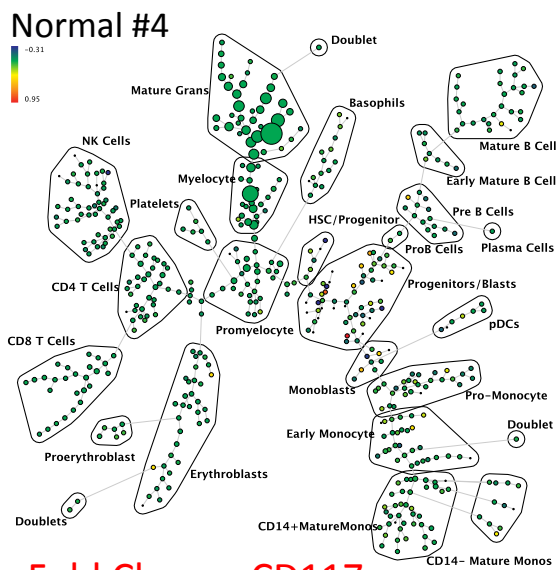 Normal #4
-0.31
0.95
Doublet
Mature Grans
Basophils
NK Cells
Mature B Cell
Myelocyte
Early Mature B Cell
Platelets
HSC/Progenitor
Pre B Cells
ProB Cells
Plasma Cells
CD4 T Cells
Progenitors/Blasts
pDCs
Promyelocyte
CD8 T Cells
Monoblasts
Pro-Monocyte
Early Monocyte
Doublet
Proerythroblast
Erythroblasts
Doublets
CD14+MatureMonos
CD14- Mature Monos